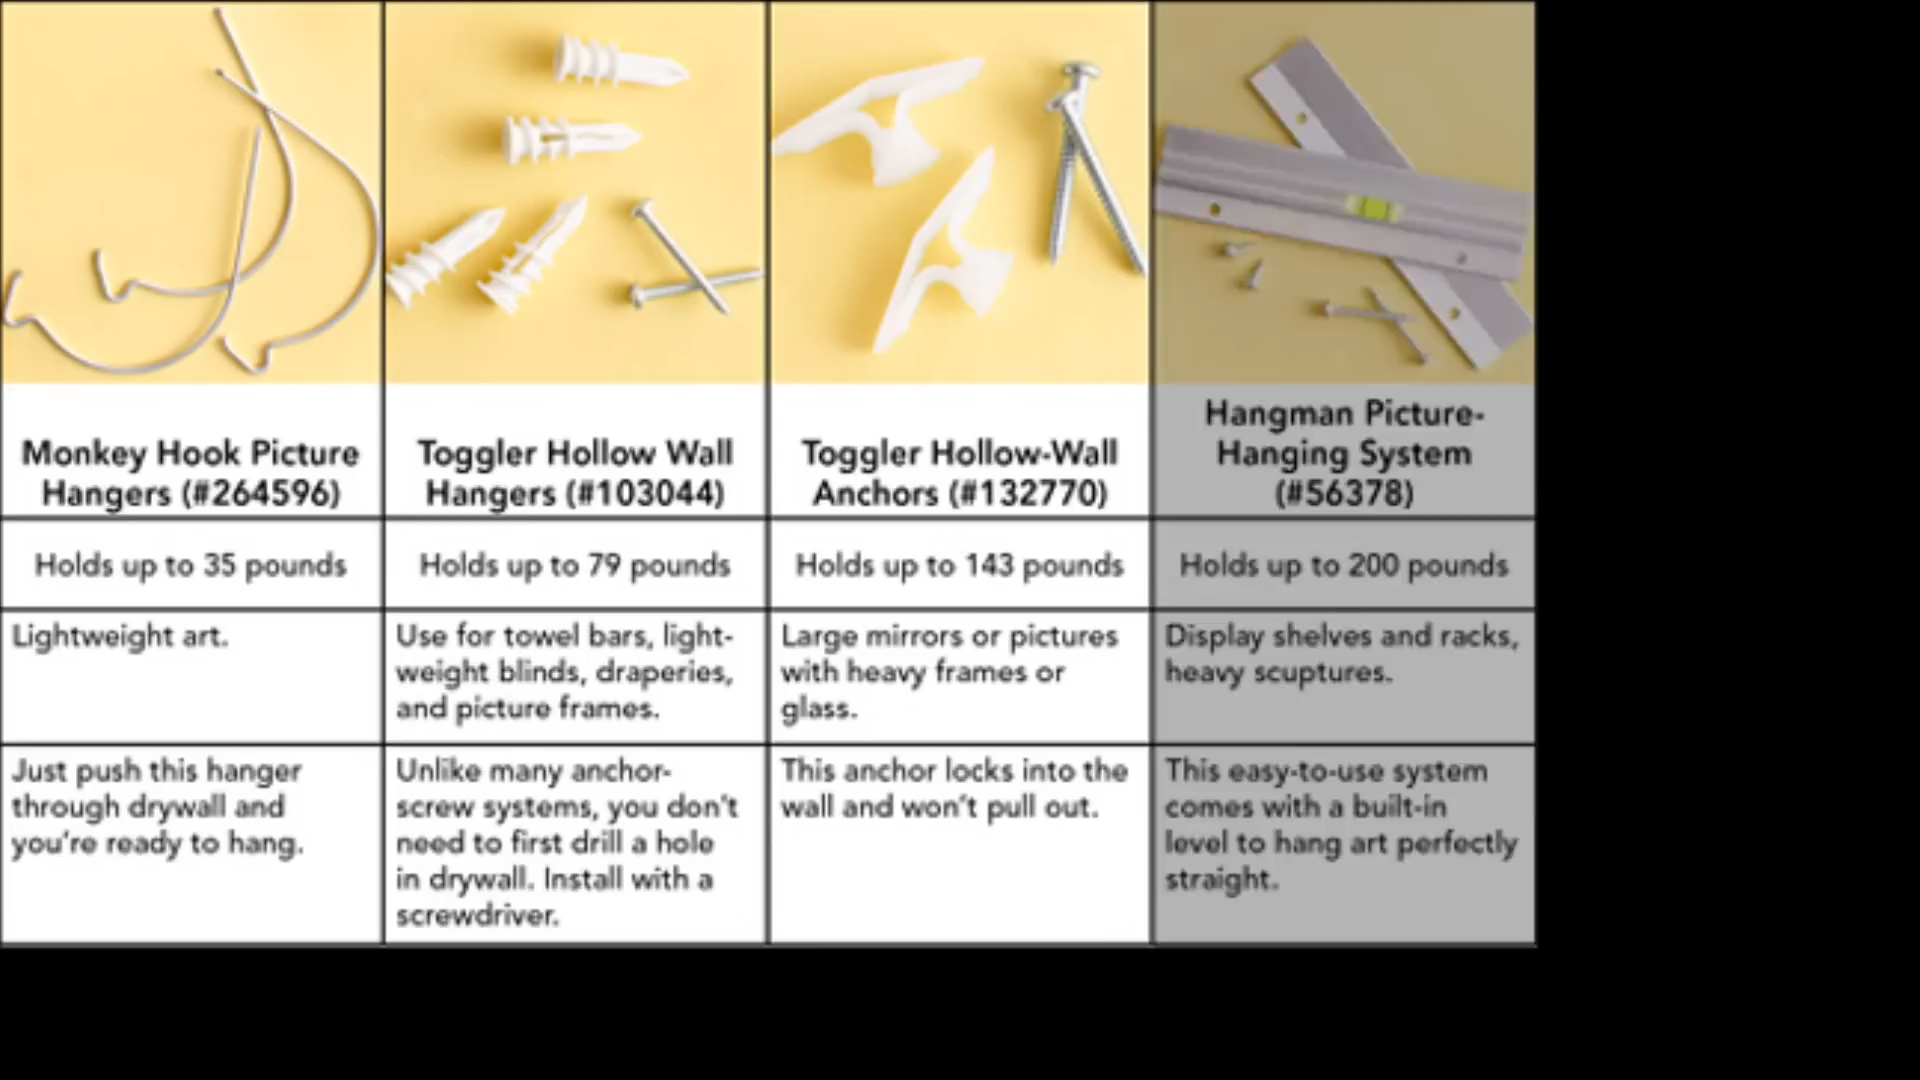 Monkey Hook Picture
Hangers (#264596)
Toggler Hollow Wall
Hangers (#103044)
Toggler Hollow-Wall
Anchors (#132770)
Hangman Picture-
Hanging System
(#56378)
Holds up to 35 pounds
Holds up to 79 pounds
Holds up to 143 pounds
Holds up to 200 pounds
Lightweight art.
Use for towel bars, light-
weight blinds, draperies,
and picture frames.
Large mirrors or pictures
with heavy frames or
glass.
Display shelves and racks,
heavy scuptures.
Just push this hanger
through drywall and
you're ready to hang.
Unlike many anchor-
screw systems, you don't
need to first drill a hole
in drywall. Install with a
screwdriver.
This anchor locks into the
wall and won't pull out.
This easy-to-use system
comes with a built-in
level to hang art perfectly
straight.